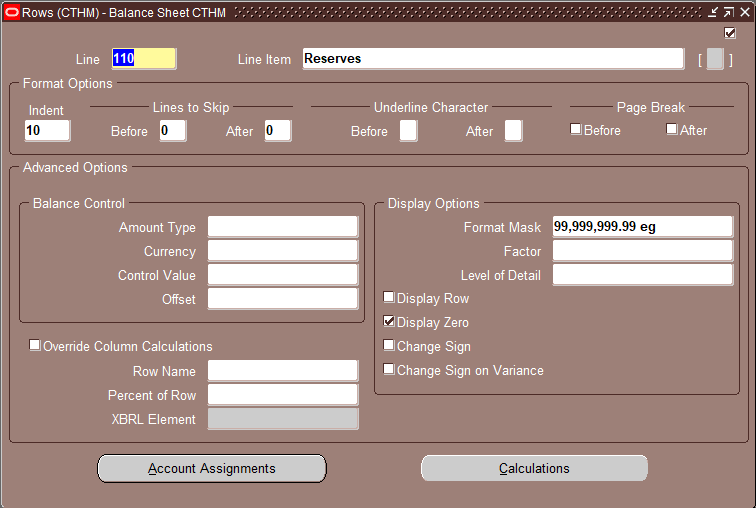 Rows (CTHM) - Balance Sheet CTHM
Line 110 Line Item Reserves [ ]
Format Options
Indent Lines to Skip Underline Character Page Break
10 Before 0 After 0 Before After Before After
Advanced Options
Balance Control
Amount Type
Currency
Control Value
Offset
Display Options
Format Mask 99,999,999.99 eg
Factor
Level of Detail
Display Row
Display Zero
Change Sign
Change Sign on Variance
Override Column Calculations
Row Name
Percent of Row
XBRL Element
Account Assignments Calculations